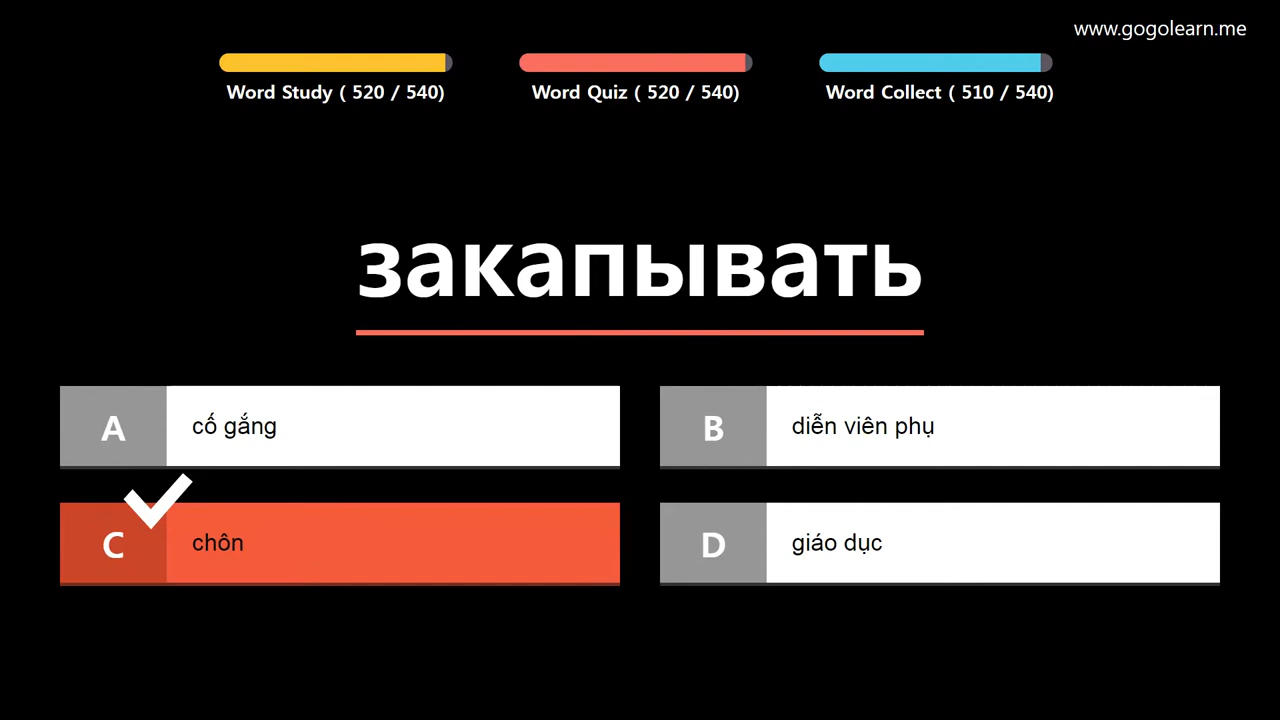 www.gogolearn.me
Word Study ( 520 / 540)
Word Quiz ( 520 / 540)
Word Collect ( 510 / 540)
закапывать
A cố gắng
B diễn viên phụ
C chôn
D giáo dục